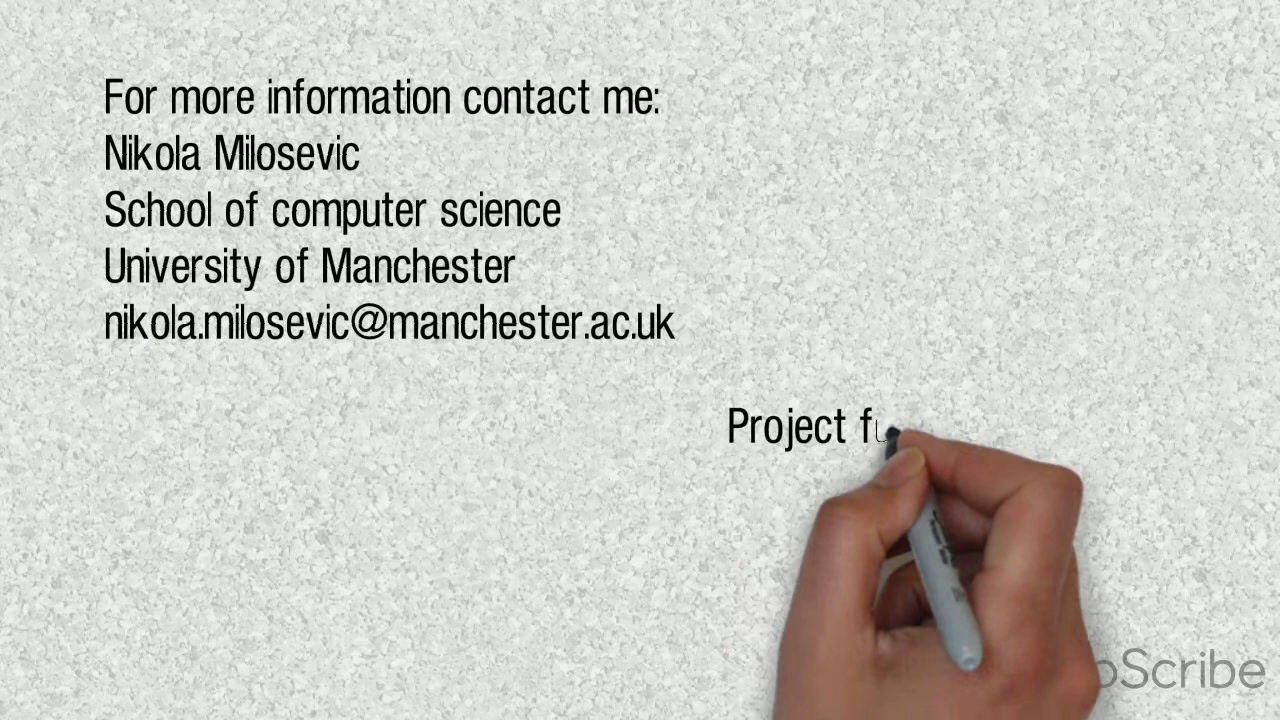 For more information contact me:
Nikola Milosevic
School of computer science
University of Manchester
nikola.milosevic@manchester.ac.uk
Project